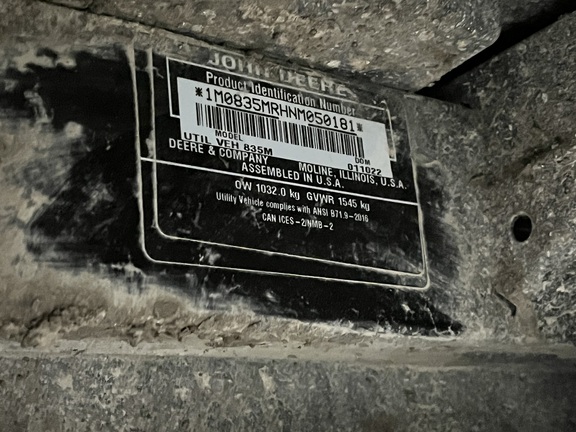 JOHN DEERE
Product Identification Number
*1M0835MRHNM050181*
MODEL
UTIL VEH 835M
DOM
011022
DEERE & COMPANY MOLINE, ILLINOIS, U.S.A.
ASSEMBLED IN U.S.A.
OW 1032.0 kg GVWR 1545 kg
Utility Vehicle complies with ANSI B71.9-2016
CAN ICES-2/NMB-2